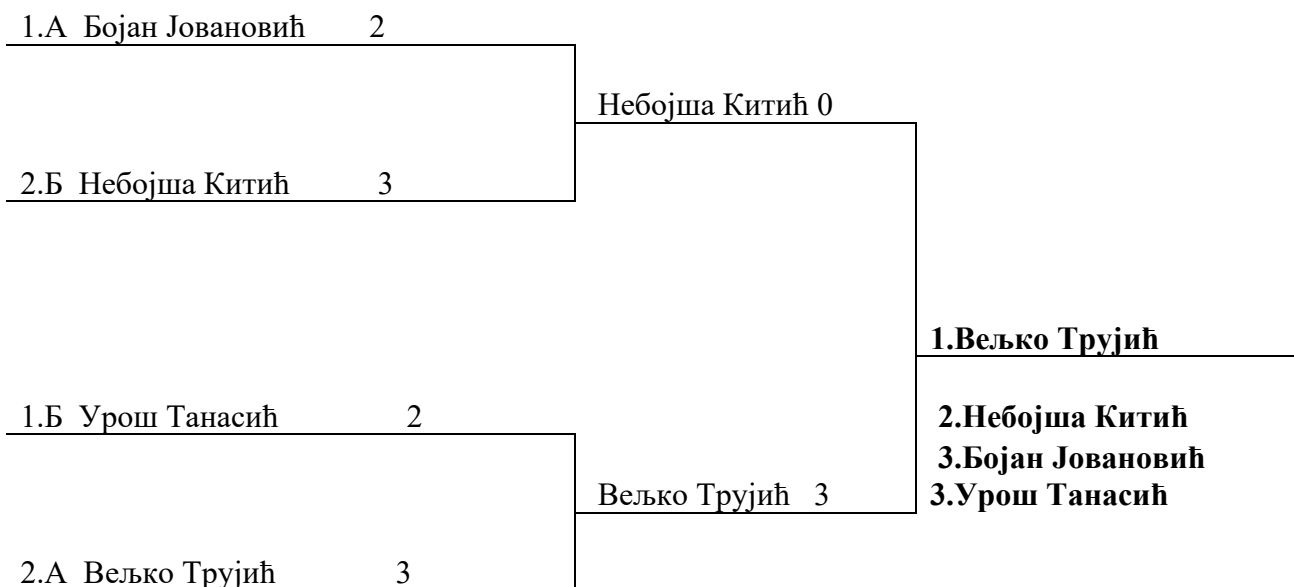 1.А Бојан Јовановић 2
Небојша Китић 0
2.Б Небојша Китић 3
1.Вељко Трујић
1.Б Урош Танасић 2
2.Небојша Китић
3.Бојан Јовановић
Вељко Трујић 3
3.Урош Танасић
2.А Вељко Трујић 3